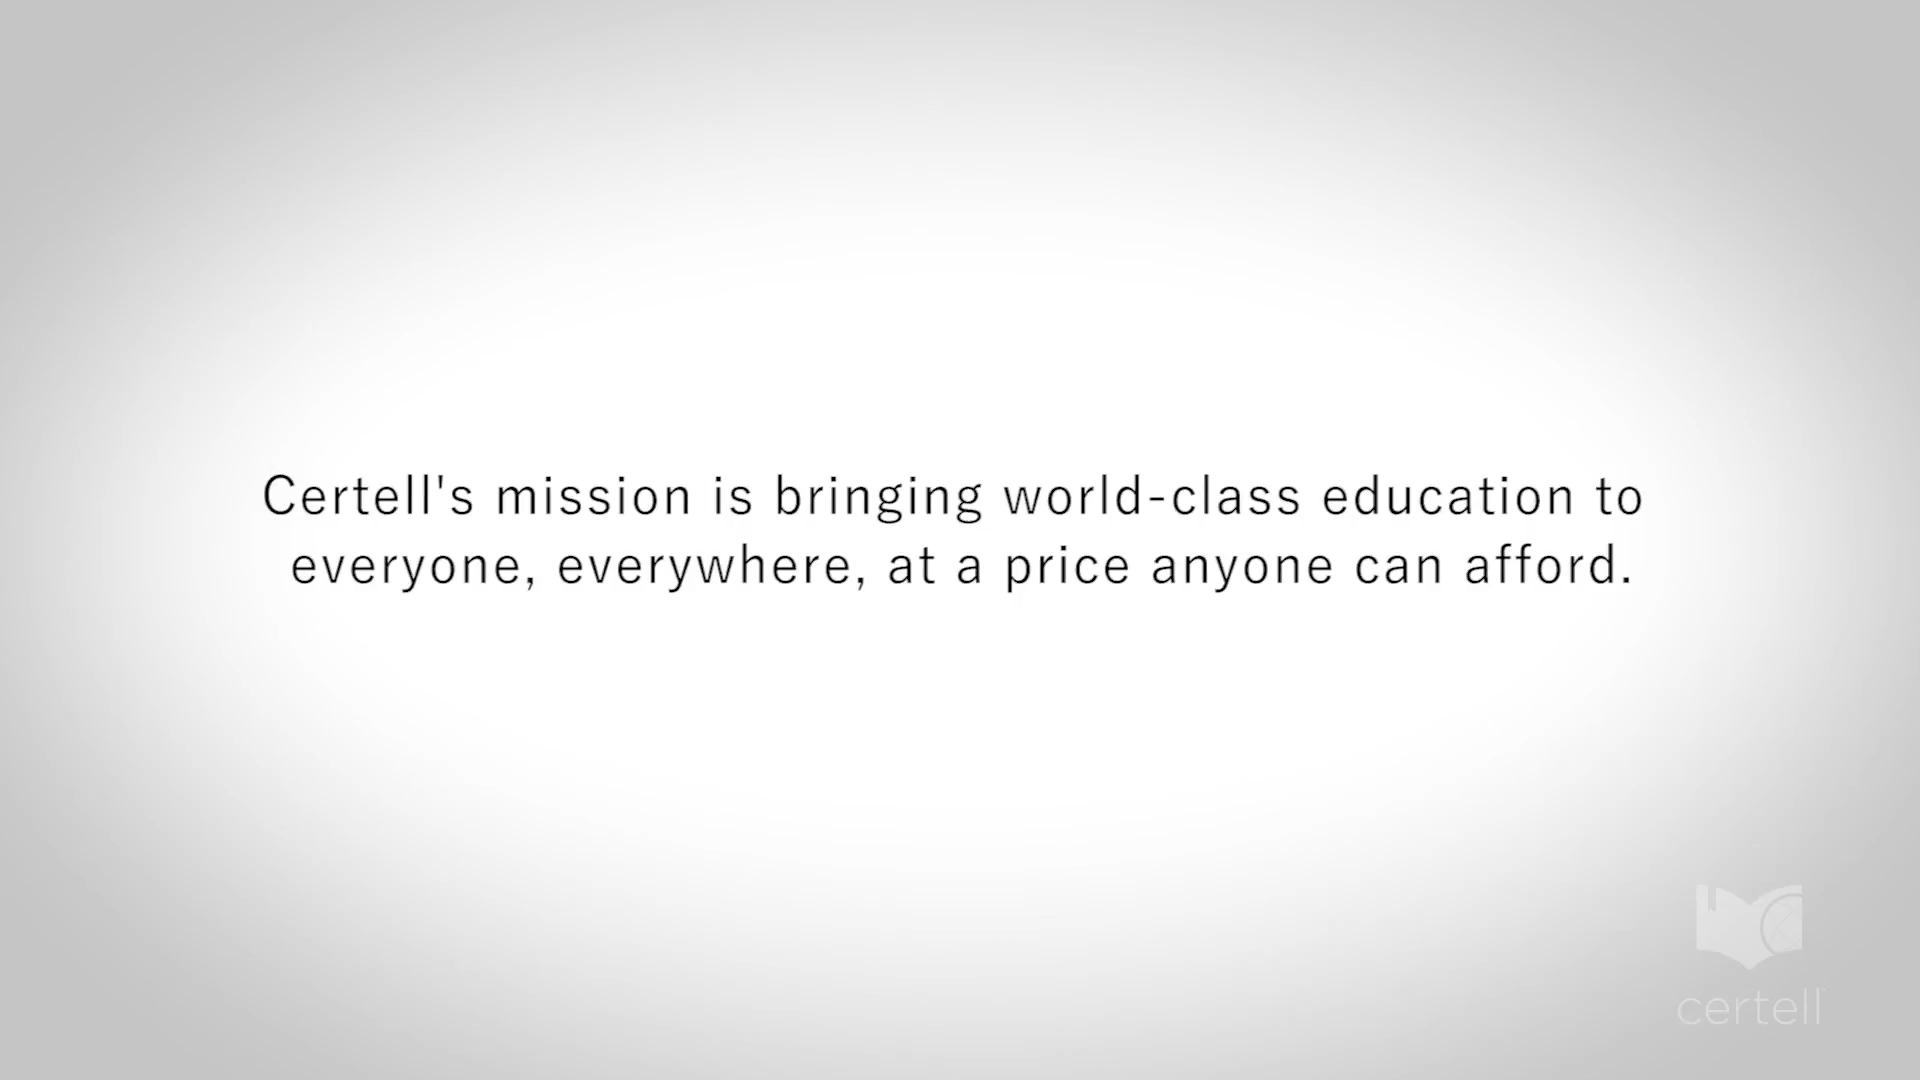 Certell's mission is bringing world-class education to
everyone, everywhere, at a price anyone can afford.
certell